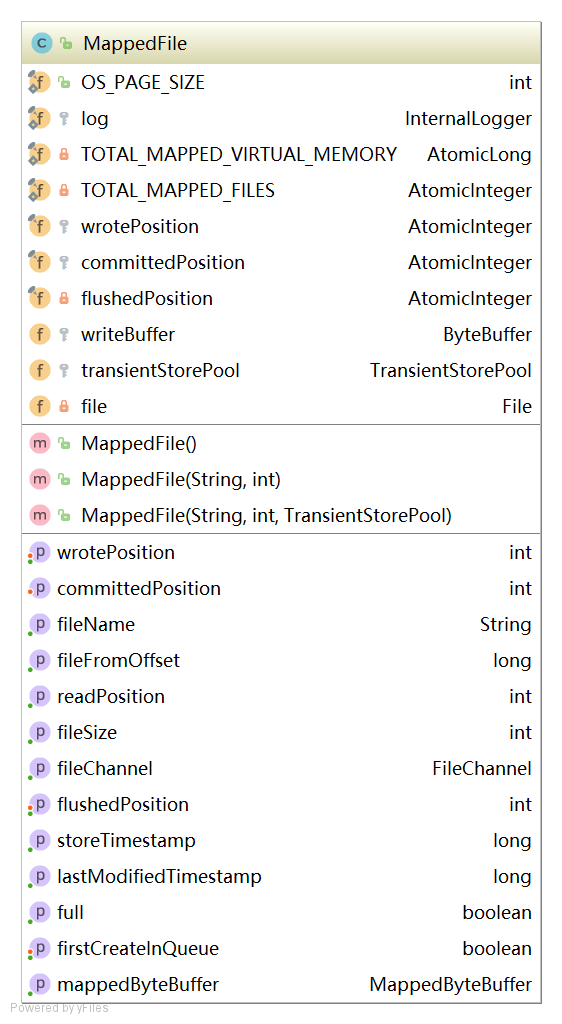 C MappedFile
f OS_PAGE_SIZE int
f log InternalLogger
f TOTAL_MAPPED_VIRTUAL_MEMORY AtomicLong
f TOTAL_MAPPED_FILES AtomicInteger
f wrotePosition AtomicInteger
f committedPosition AtomicInteger
f flushedPosition AtomicInteger
f writeBuffer ByteBuffer
f transientStorePool TransientStorePool
f file File
m MappedFile()
m MappedFile(String, int)
m MappedFile(String, int, TransientStorePool)
p wrotePosition int
p committedPosition int
p fileName String
p fileFromOffset long
p readPosition int
p fileSize int
p fileChannel FileChannel
p flushedPosition int
p storeTimestamp long
p lastModifiedTimestamp long
p full boolean
p firstCreateInQueue boolean
p mappedByteBuffer MappedByteBuffer
Powered by yFiles